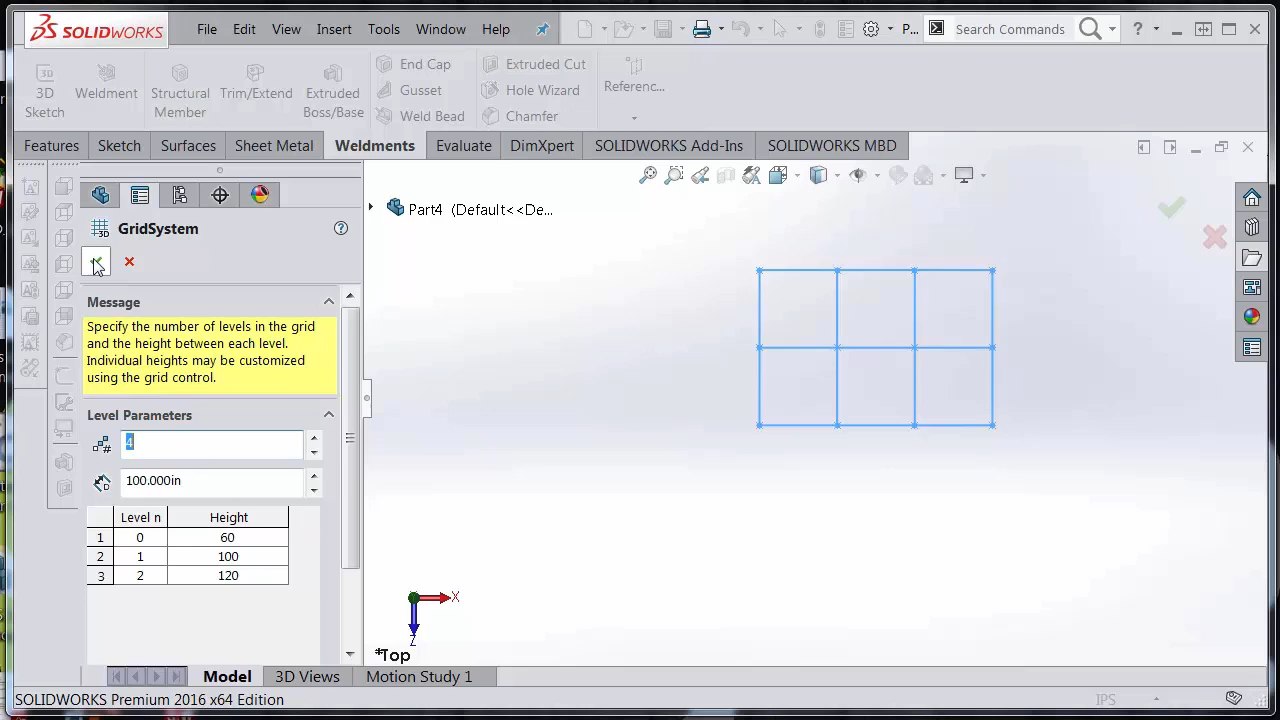 SOLIDWORKS File Edit View Insert Tools Window Help P... Search Commands ?
3D Sketch
Weldment
Structural Member
Trim/Extend
Extruded Boss/Base
End Cap
Gusset
Weld Bead
Extruded Cut
Hole Wizard
Chamfer
Referenc...
Features Sketch Surfaces Sheet Metal Weldments Evaluate DimXpert SOLIDWORKS Add-Ins SOLIDWORKS MBD
Part4 (Default<<De...
GridSystem ?
Message
Specify the number of levels in the grid
and the height between each level.
Individual heights may be customized
using the grid control.
Level Parameters
4
100.000in
Level n Height
1 0 60
2 1 100
3 2 120
X
Z
*Top
Model 3D Views Motion Study 1
SOLIDWORKS Premium 2016 x64 Edition IPS